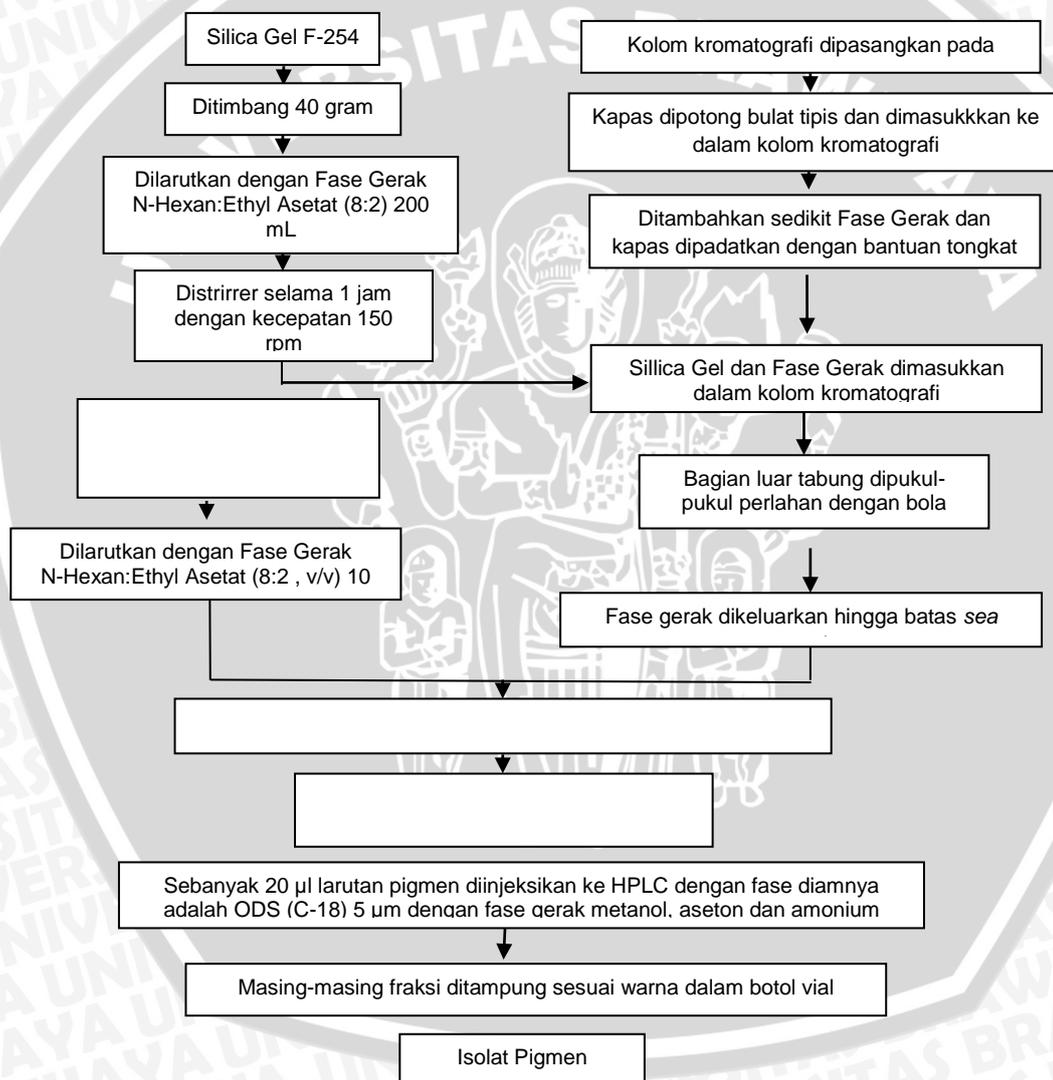 Silica Gel F-254
Ditimbang 40 gram
Dilarutkan dengan Fase Gerak
N-Hexan:Ethyl Asetat (8:2) 200
mL
Distrirrer selama 1 jam
dengan kecepatan 150
rpm
Kolom kromatografi dipasangkan pada
Kapas dipotong bulat tipis dan dimasukkkan ke
dalam kolom kromatografi
Ditambahkan sedikit Fase Gerak dan
kapas dipadatkan dengan bantuan tongkat
Sillica Gel dan Fase Gerak dimasukkan
dalam kolom kromatografi
Bagian luar tabung dipukul-
pukul perlahan dengan bola
Fase gerak dikeluarkan hingga batas sea
Dilarutkan dengan Fase Gerak
N-Hexan:Ethyl Asetat (8:2 , v/v) 10
Sebanyak 20 µl larutan pigmen diinjeksikan ke HPLC dengan fase diamnya
adalah ODS (C-18) 5 µm dengan fase gerak metanol, aseton dan amonium
Masing-masing fraksi ditampung sesuai warna dalam botol vial
Isolat Pigmen